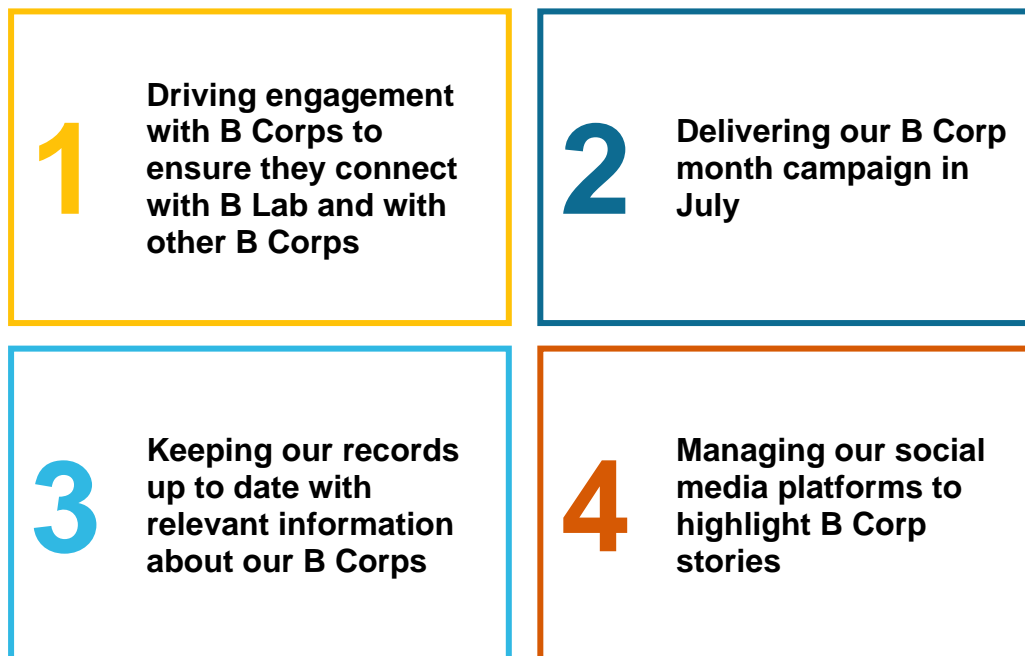 1
Driving engagement
with B Corps to
ensure they connect
with B Lab and with
other B Corps
2
Delivering our B Corp
month campaign in
July
3
Keeping our records
up to date with
relevant information
about our B Corps
4
Managing our social
media platforms to
highlight B Corp
stories